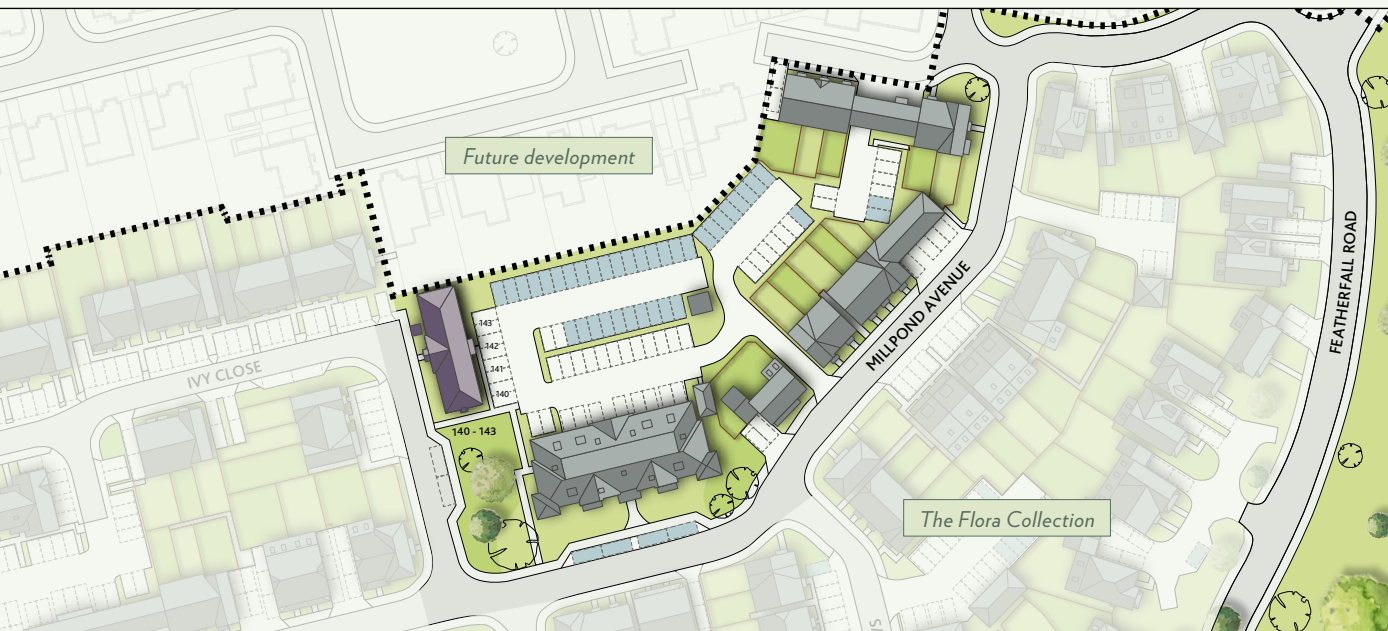 Future development
FEATHERFALL ROAD
MILLPOND AVENUE
143
142
141
140
IVY CLOSE
140 - 143
The Flora Collection